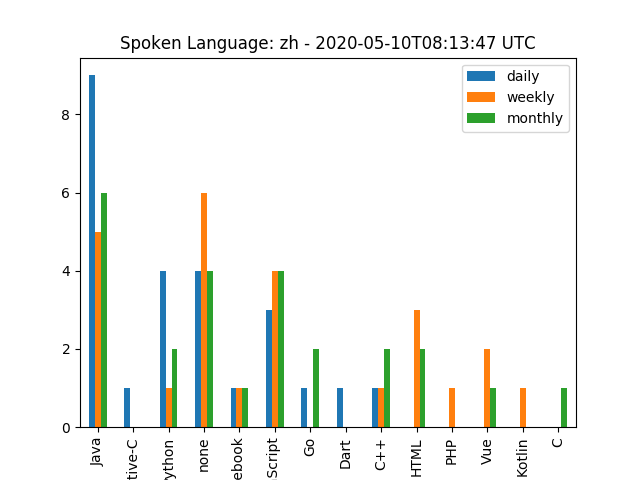 Spoken Language: zh - 2020-05-10T08:13:47 UTC
daily
weekly
monthly
8
6
4
2
0
Java
tive-C
ython
none
ebook
Script
Go
Dart
C++
HTML
PHP
Vue
Kotlin
C